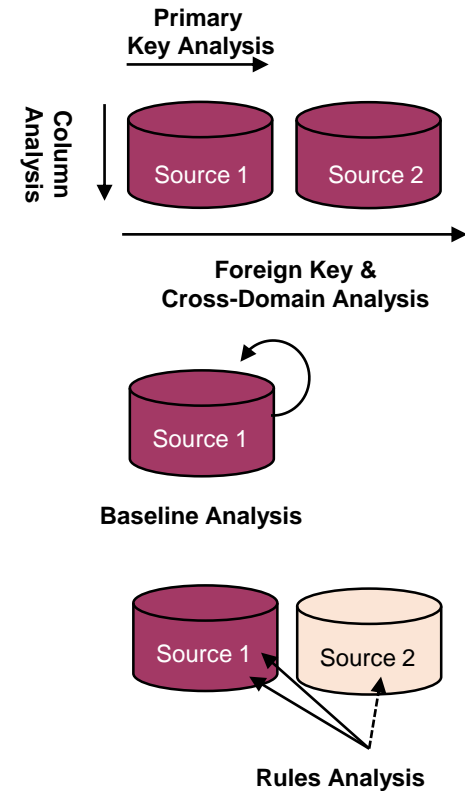 Primary
Key Analysis
Column
Analysis
Source 1
Source 2
Foreign Key &
Cross-Domain Analysis
Source 1
Baseline Analysis
Source 1
Source 2
Rules Analysis